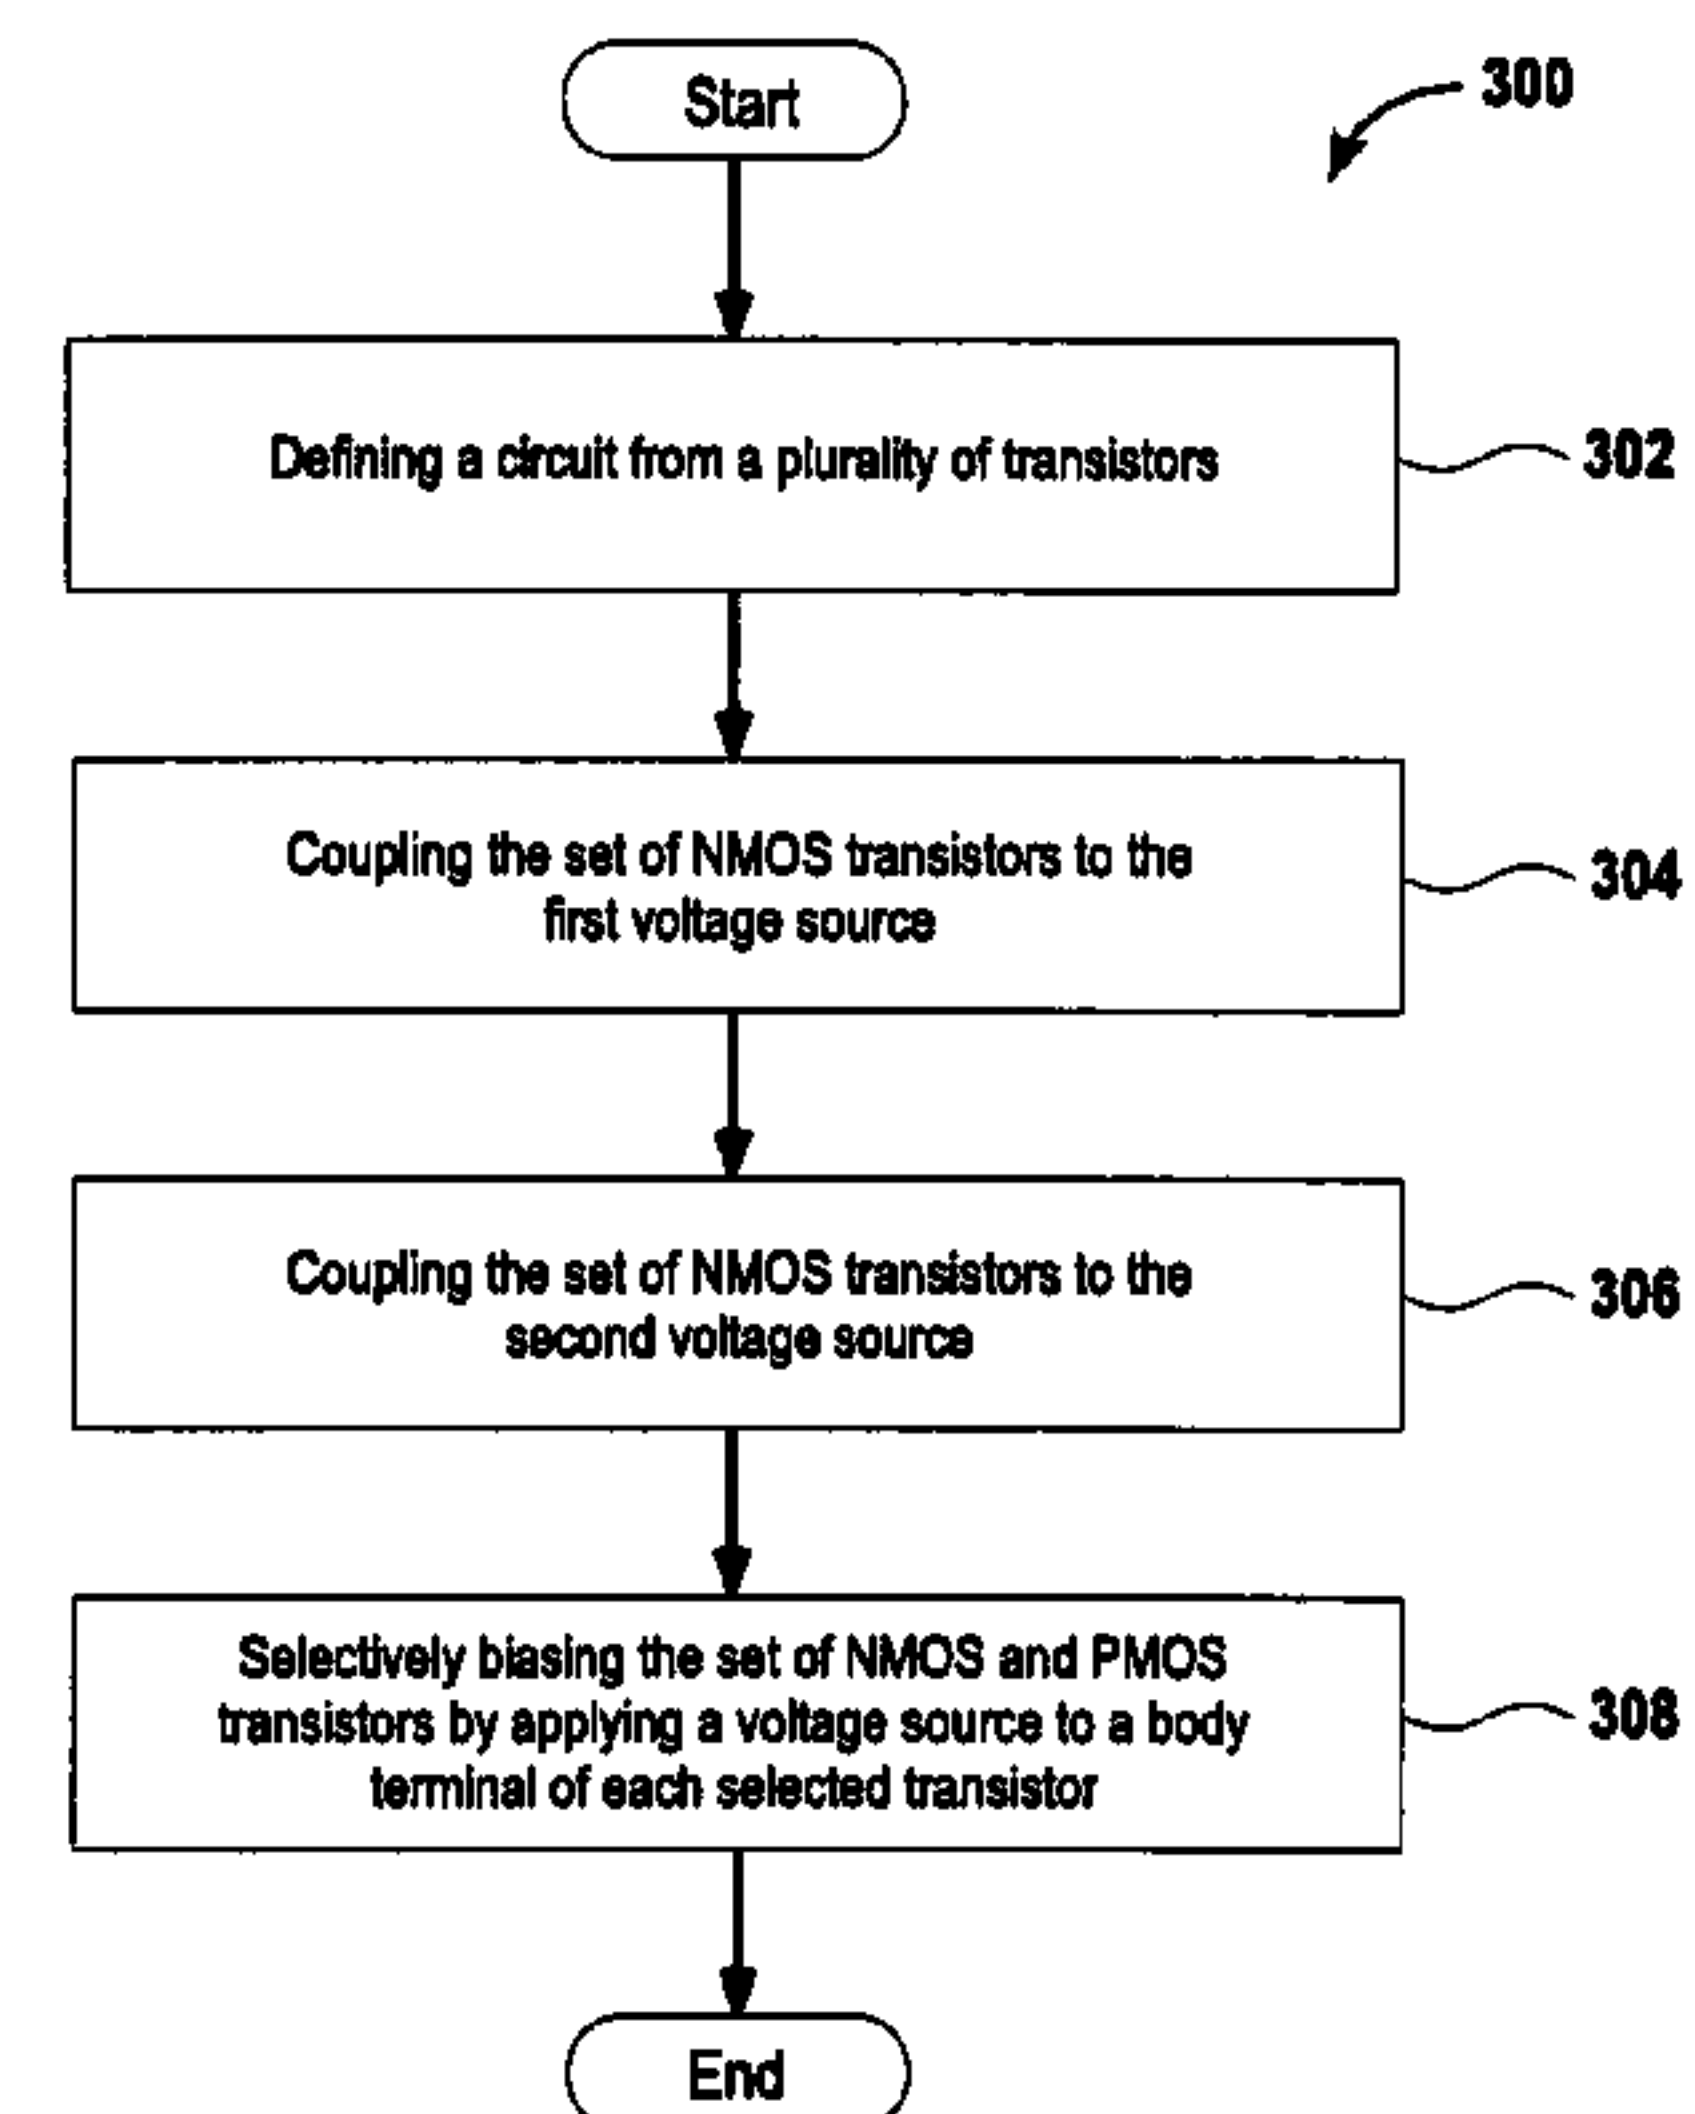 Start
300
Defining a circuit from a plurality of transistors
302
Coupling the set of NMOS transistors to the
first voltage source
304
Coupling the set of NMOS transistors to the
second voltage source
306
Selectively biasing the set of NMOS and PMOS
transistors by applying a voltage source to a body
terminal of each selected transistor
308
End